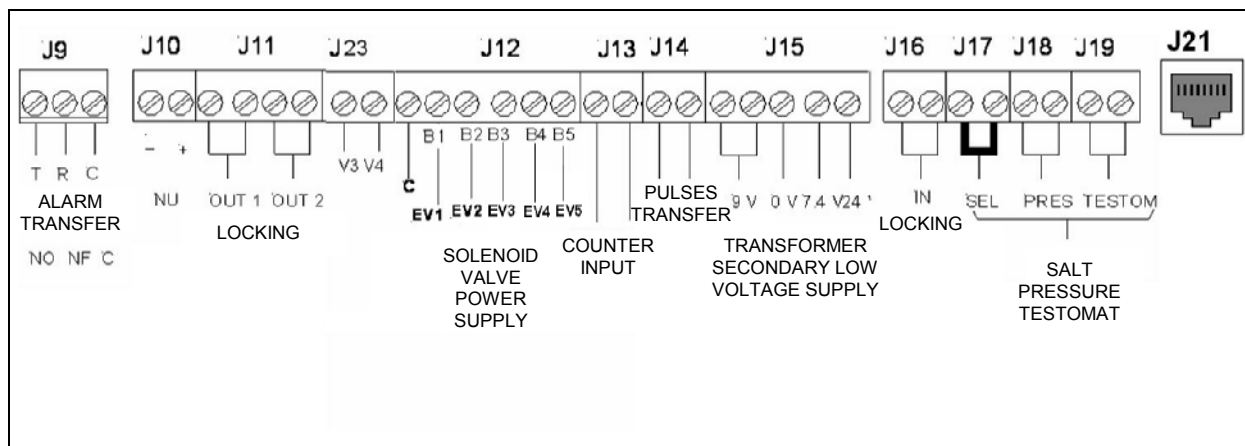 J9 J10 J11 J23 J12 J13 J14 J15 J16 J17 J18 J19 J21
B1 B2 B3 B4 B5
- +
V3 V4
T R C
C
ALARM
TRANSFER
NU
OUT 1 OUT 2
LOCKING
EV1 EV2 EV3 EV4 EV5
PULSES
TRANSFER
9 V 0 V 7,4 V24 V
IN
LOCKING
SEL PRES TESTOM
NO NF C
SOLENOID
VALVE
POWER
SUPPLY
COUNTER
INPUT
TRANSFORMER
SECONDARY LOW
VOLTAGE SUPPLY
SALT
PRESSURE
TESTOMAT